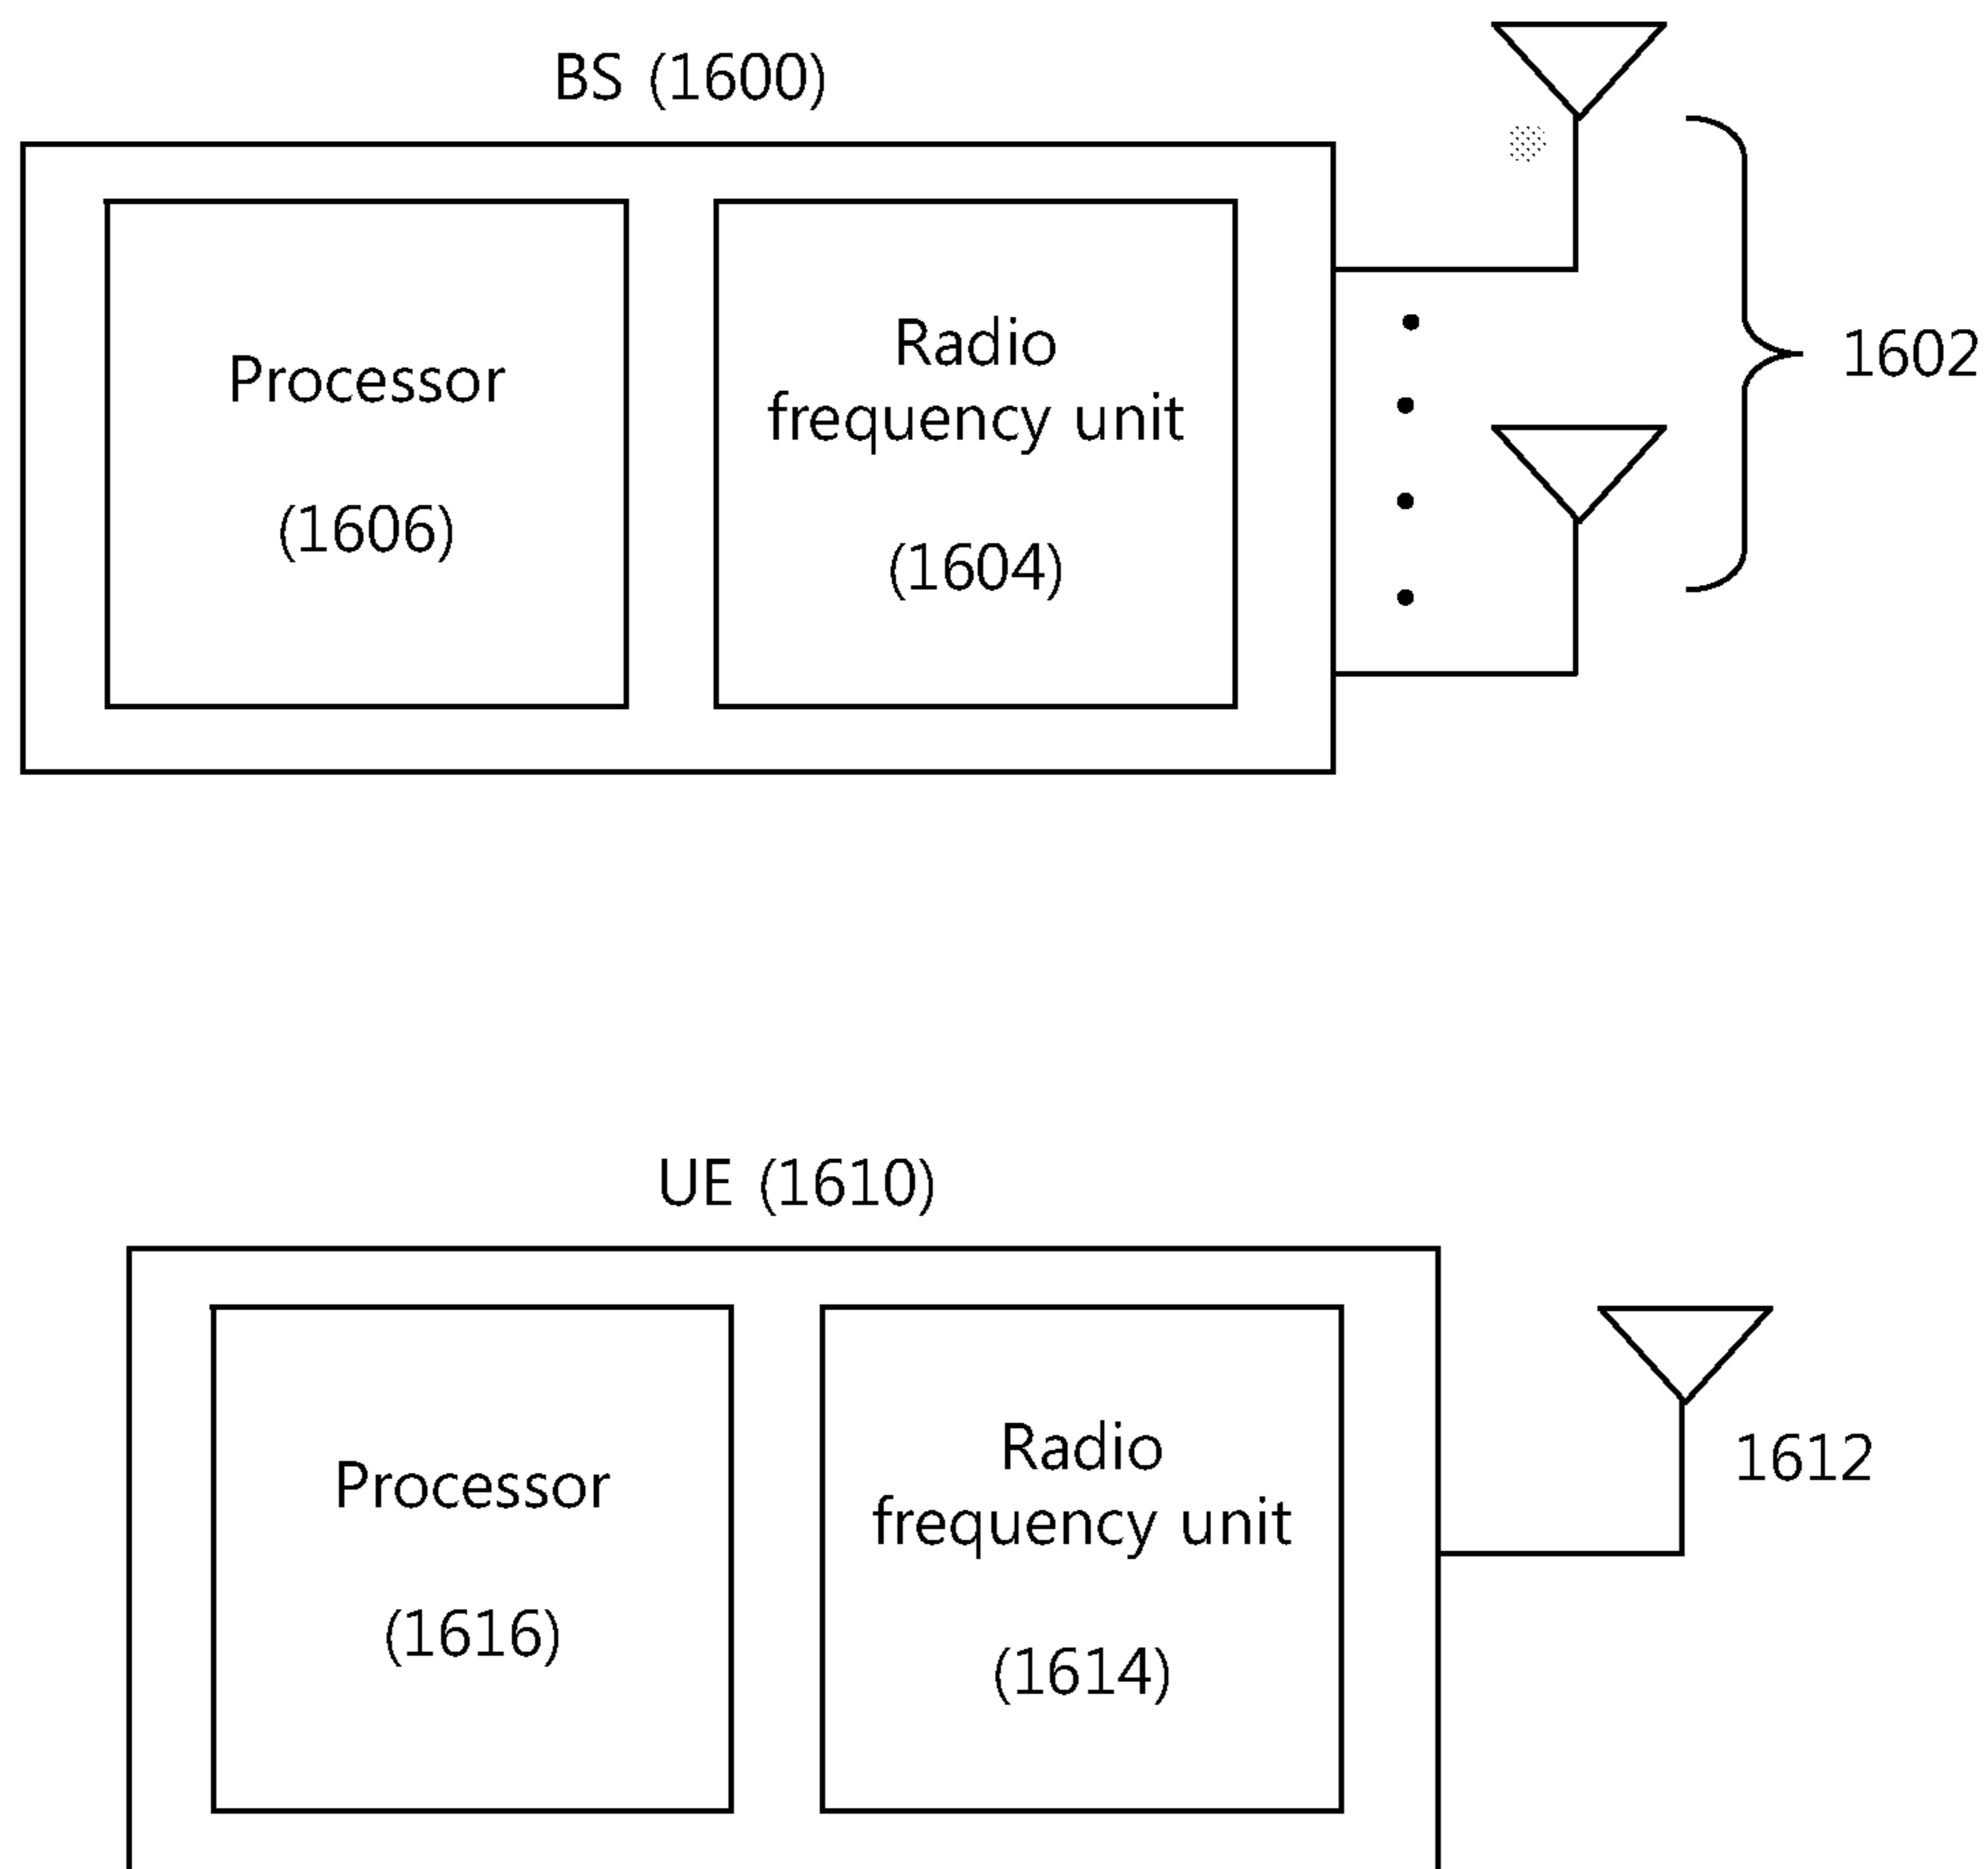 BS (1600)
Processor
(1606)
Radio
frequency unit
(1604)
1602
UE (1610)
Processor
(1616)
Radio
frequency unit
(1614)
1612